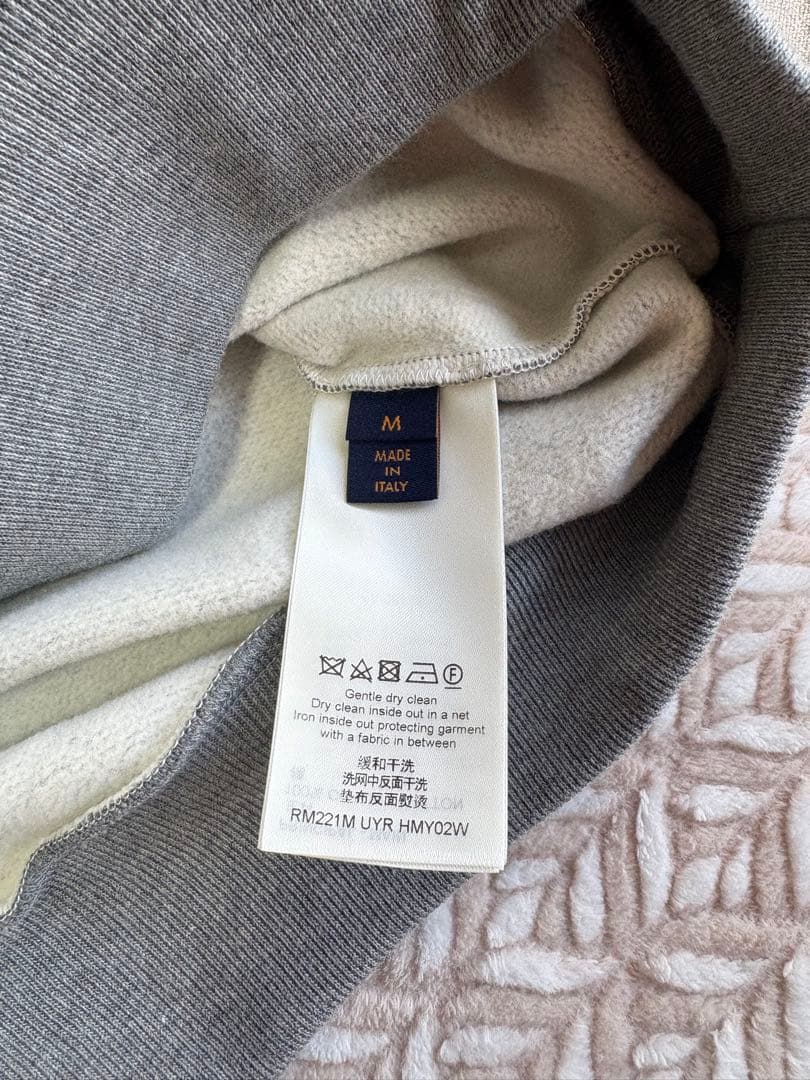 M
MADE
IN
ITALY
F
Gentle dry clean
Dry clean inside out in a net
Iron inside out protecting garment
with a fabric in between
缓和干洗
洗网中反面干洗
垫布反面熨烫
RM221M UYR HMY02W